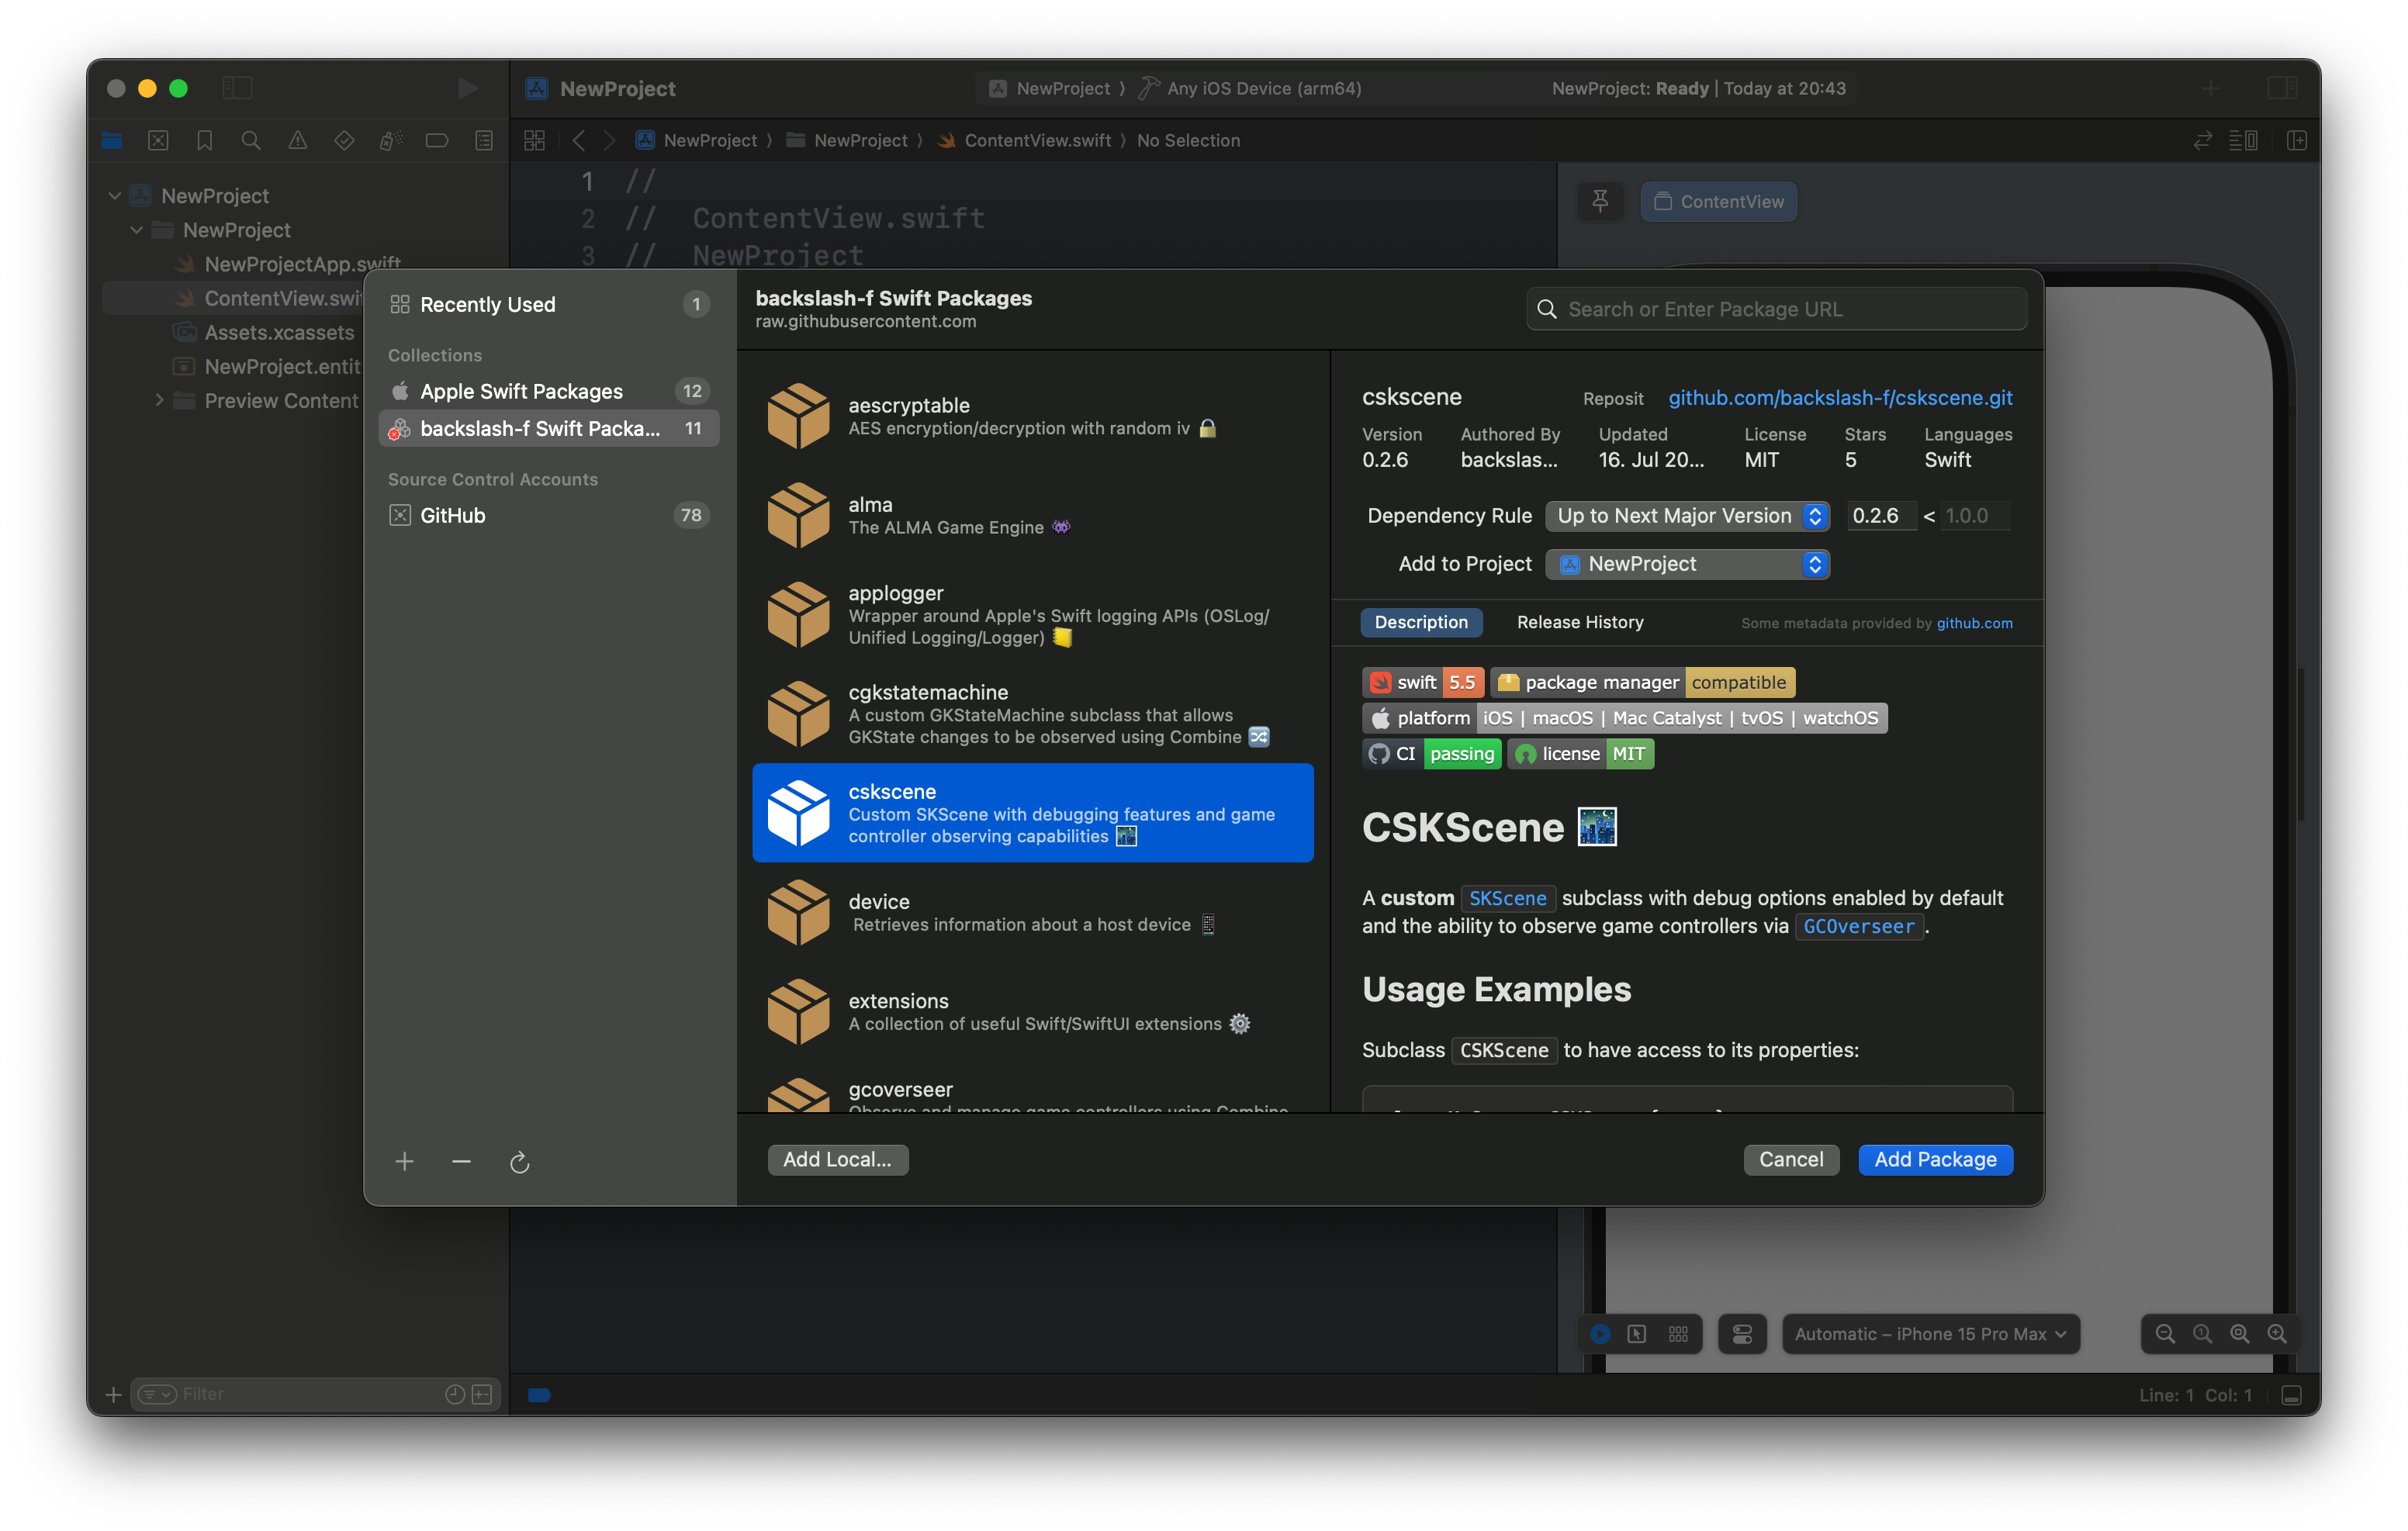 NewProject
NewProject ⟩ Any iOS Device (arm64)
NewProject: Ready | Today at 20:43
NewProject ⟩ NewProject ⟩ ContentView.swift ⟩ No Selection
NewProject
NewProject
NewProjectApp.swift
ContentView.swi
Assets.xcassets
NewProject.entit
Preview Content
1 //
2 //  ContentView.swift
3 //  NewProject
ContentView
Recently Used 1
Collections
Apple Swift Packages 12
backslash-f Swift Packa... 11
Source Control Accounts
GitHub 78
backslash-f Swift Packages
raw.githubusercontent.com
Search or Enter Package URL
aescryptable
AES encryption/decryption with random iv 🔒
alma
The ALMA Game Engine 👾
applogger
Wrapper around Apple's Swift logging APIs (OSLog/
Unified Logging/Logger) 📒
cgkstatemachine
A custom GKStateMachine subclass that allows
GKState changes to be observed using Combine 🔀
cskscene
Custom SKScene with debugging features and game
controller observing capabilities 🌃
device
Retrieves information about a host device 📱
extensions
A collection of useful Swift/SwiftUI extensions ⚙️
gcoverseer
Observe and manage game controllers using Combine
cskscene
Reposit github.com/backslash-f/cskscene.git
Version Authored By Updated License Stars Languages
0.2.6 backslas... 16. Jul 20... MIT 5 Swift
Dependency Rule Up to Next Major Version 0.2.6 < 1.0.0
Add to Project NewProject
Description Release History Some metadata provided by github.com
swift 5.5 package manager compatible
platform iOS | macOS | Mac Catalyst | tvOS | watchOS
CI passing license MIT
CSKScene 🌃
A custom SKScene subclass with debug options enabled by default
and the ability to observe game controllers via GCOverseer.
Usage Examples
Subclass CSKScene to have access to its properties:
Add Local...
Cancel
Add Package
Automatic – iPhone 15 Pro Max
Filter
Line: 1 Col: 1